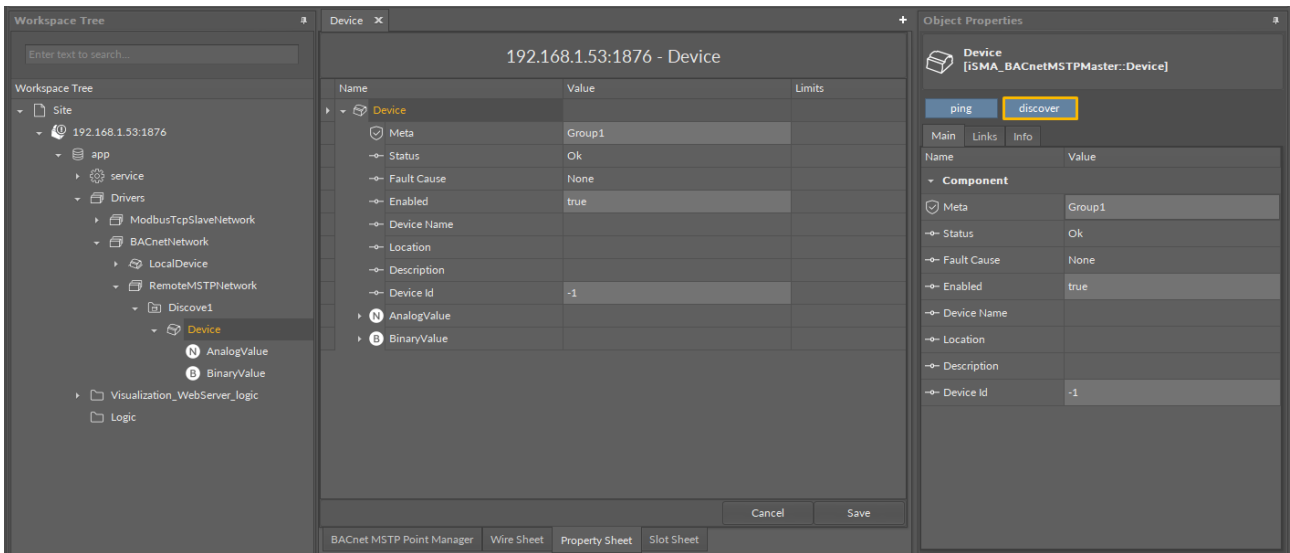 Workspace Tree
Enter text to search...
Workspace Tree
Site
192.168.1.53:1876
app
service
Drivers
ModbusTcpSlaveNetwork
BACnetNetwork
LocalDevice
RemoteMSTPNetwork
Discove1
Device
N AnalogValue
B BinaryValue
Visualization_WebServer_logic
Logic
Device
192.168.1.53:1876 - Device
Name Value Limits
Device
Meta Group1
Status Ok
Fault Cause None
Enabled true
Device Name
Location
Description
Device Id -1
N AnalogValue
B BinaryValue
Cancel Save
BACnet MSTP Point Manager Wire Sheet Property Sheet Slot Sheet
Object Properties
Device
[iSMA_BACnetMSTPMaster::Device]
ping discover
Main Links Info
Name Value
Component
Meta Group1
Status Ok
Fault Cause None
Enabled true
Device Name
Location
Description
Device Id -1